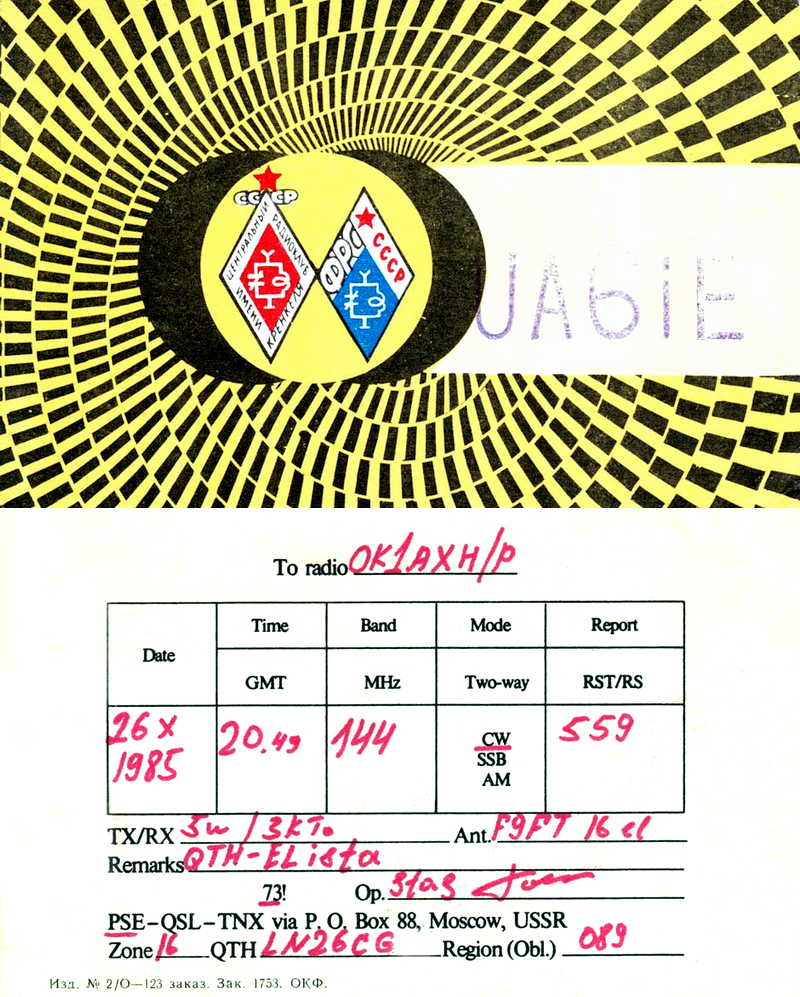 СССР
ЦЕНТРАЛЬНЫЙ РАДИОКЛУБ
ИМЕНИ КРЕНКЕЛЯ
ФРС СССР
UA6IE
To radio OK1AXH/P
Date
Time
Band
Mode
Report
GMT
MHz
Two-way
RST/RS
26 X
1985
20.49
144
CW
SSB
AM
559
TX/RX 5w / 3KT. Ant. F9FT 16 el
Remarks QTH-ELista
73! Op. Stas
PSE–QSL–TNX via P. O. Box 88, Moscow, USSR
Zone 16 QTH LN26CG Region (Obl.) 089
Изд. № 2/О—123 заказ. Зак. 1753. ОКФ.